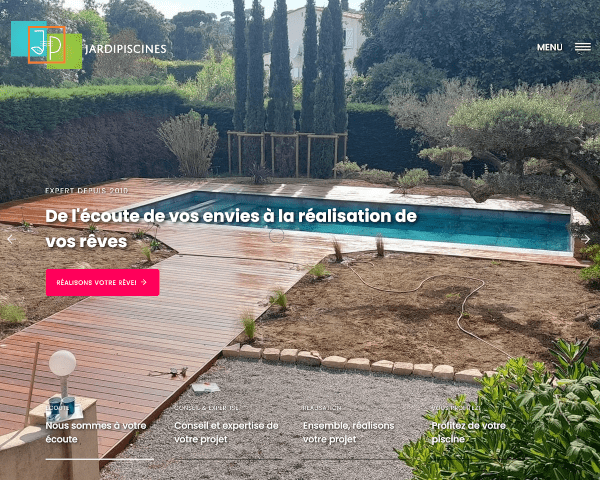 JP
JARDIPISCINES
MENU
EXPERT DEPUIS 2010
De l'écoute de vos envies à la réalisation de
vos rêves
RÉALISONS VOTRE RÊVE! →
ÉCOUTE
CONSEIL & EXPERTISE
RÉALISATION
VOUS PROFITEZ
Nous sommes à votre
écoute
Conseil et expertise de
votre projet
Ensemble, réalisons
votre projet
Profitez de votre
piscine